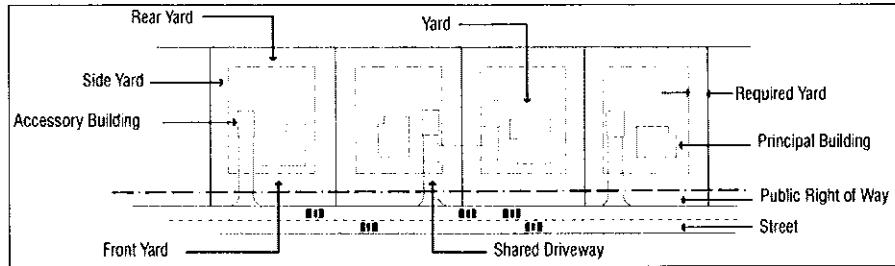 Rear Yard
Yard
Side Yard
Required Yard
Accessory Building
Principal Building
Public Right of Way
Street
Front Yard
Shared Driveway